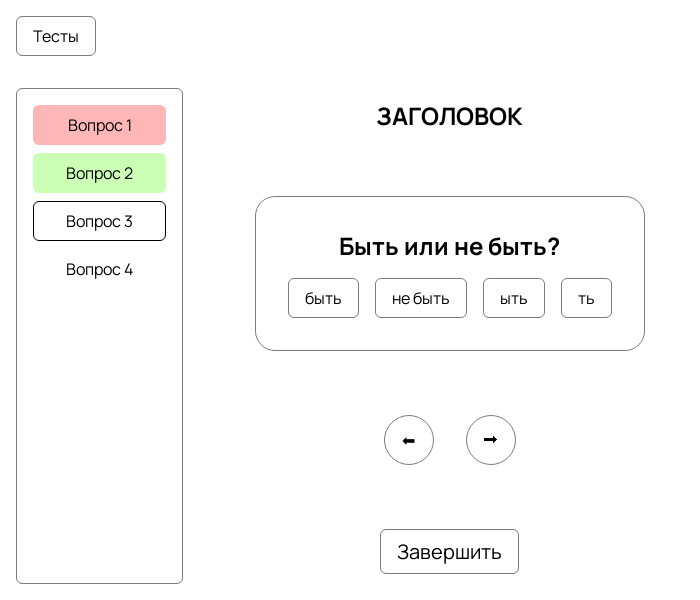 Тесты
Вопрос 1
Вопрос 2
Вопрос 3
Вопрос 4
ЗАГОЛОВОК
Быть или не быть?
быть не быть ыть ть
Завершить